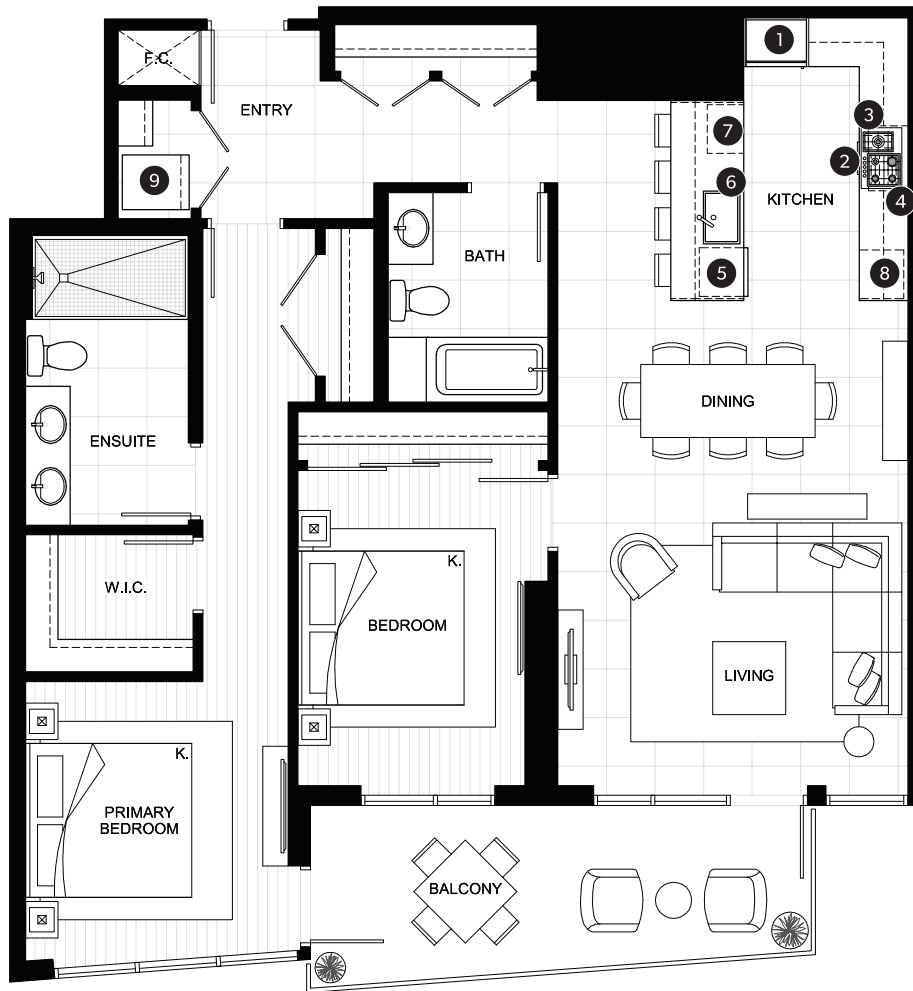 1
F.C.
ENTRY
3
7
2
9
6
KITCHEN
4
BATH
5
8
DINING
ENSUITE
K.
W.I.C.
BEDROOM
LIVING
K.
PRIMARY
BEDROOM
BALCONY